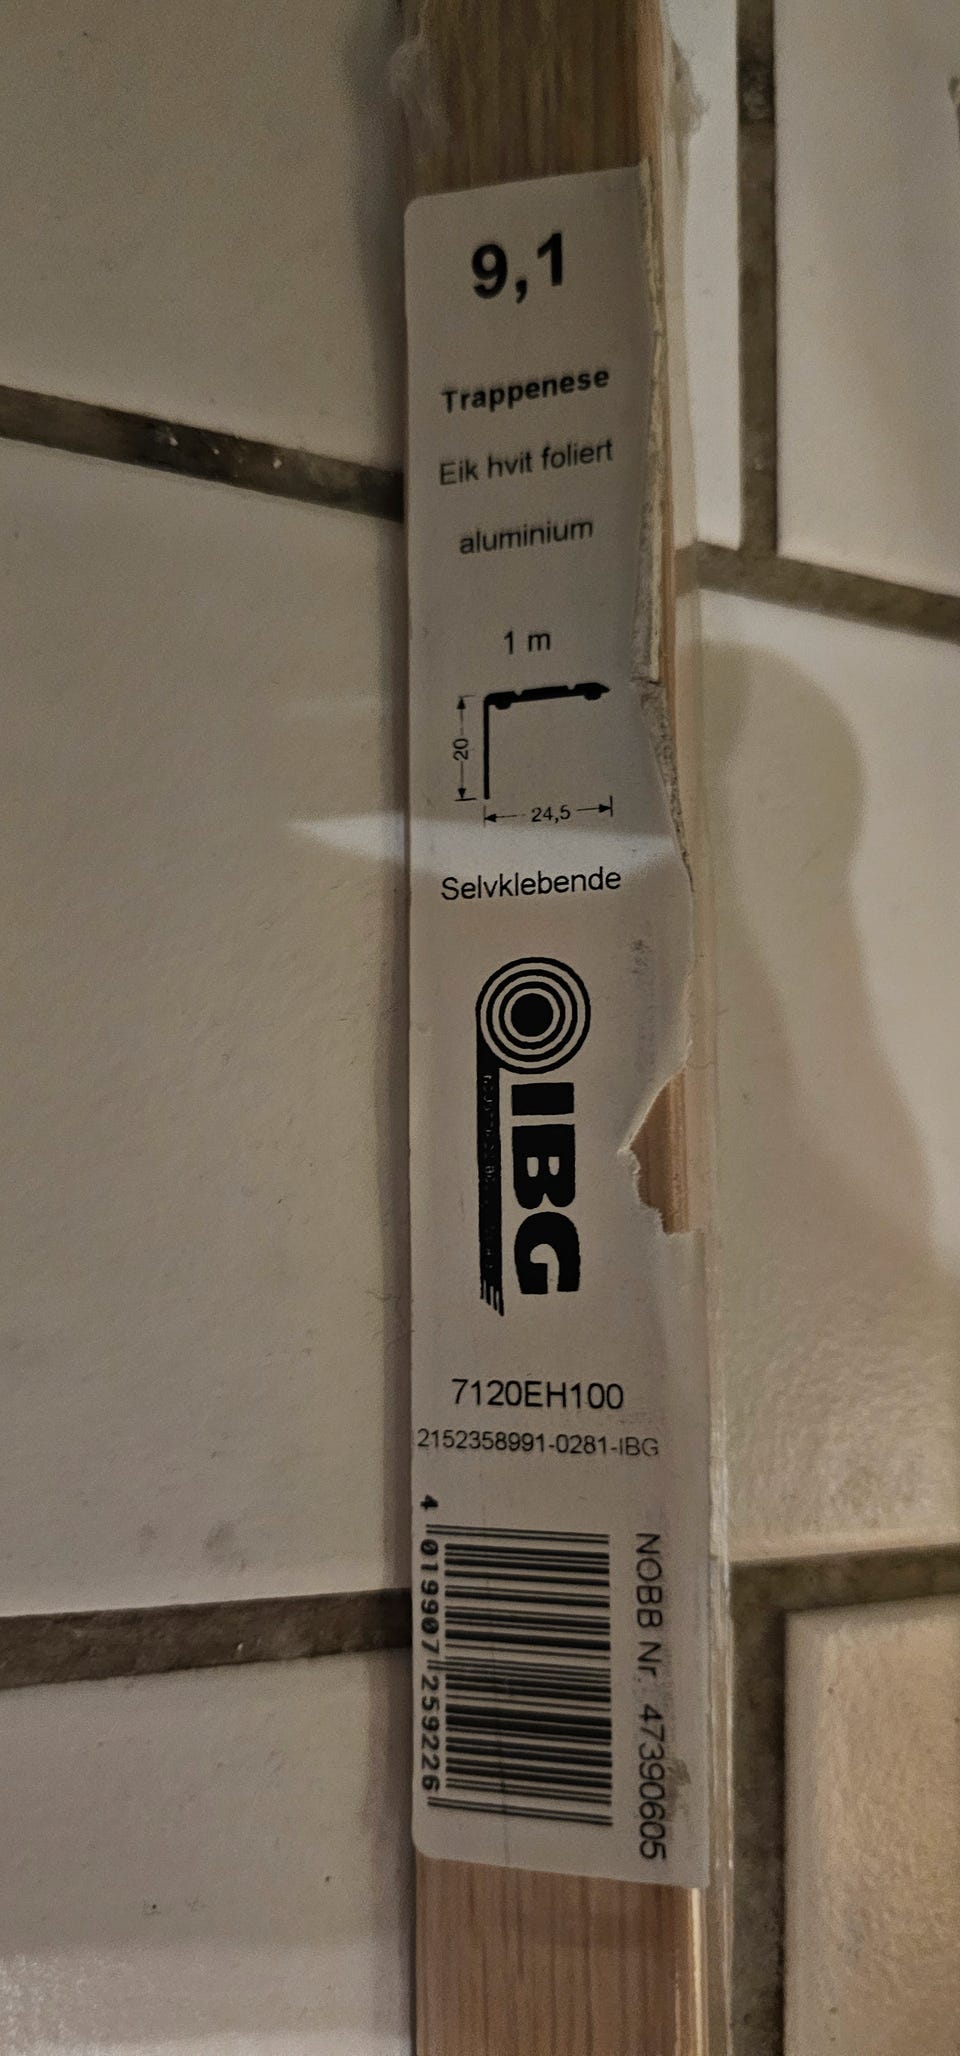 9,1
Trappenese
Eik hvit foliert
aluminium
1 m
20
24,5
Selvklebende
IBG
7120EH100
2152358991-0281-IBG
4 019907 259226
NOBB Nr. 47390605